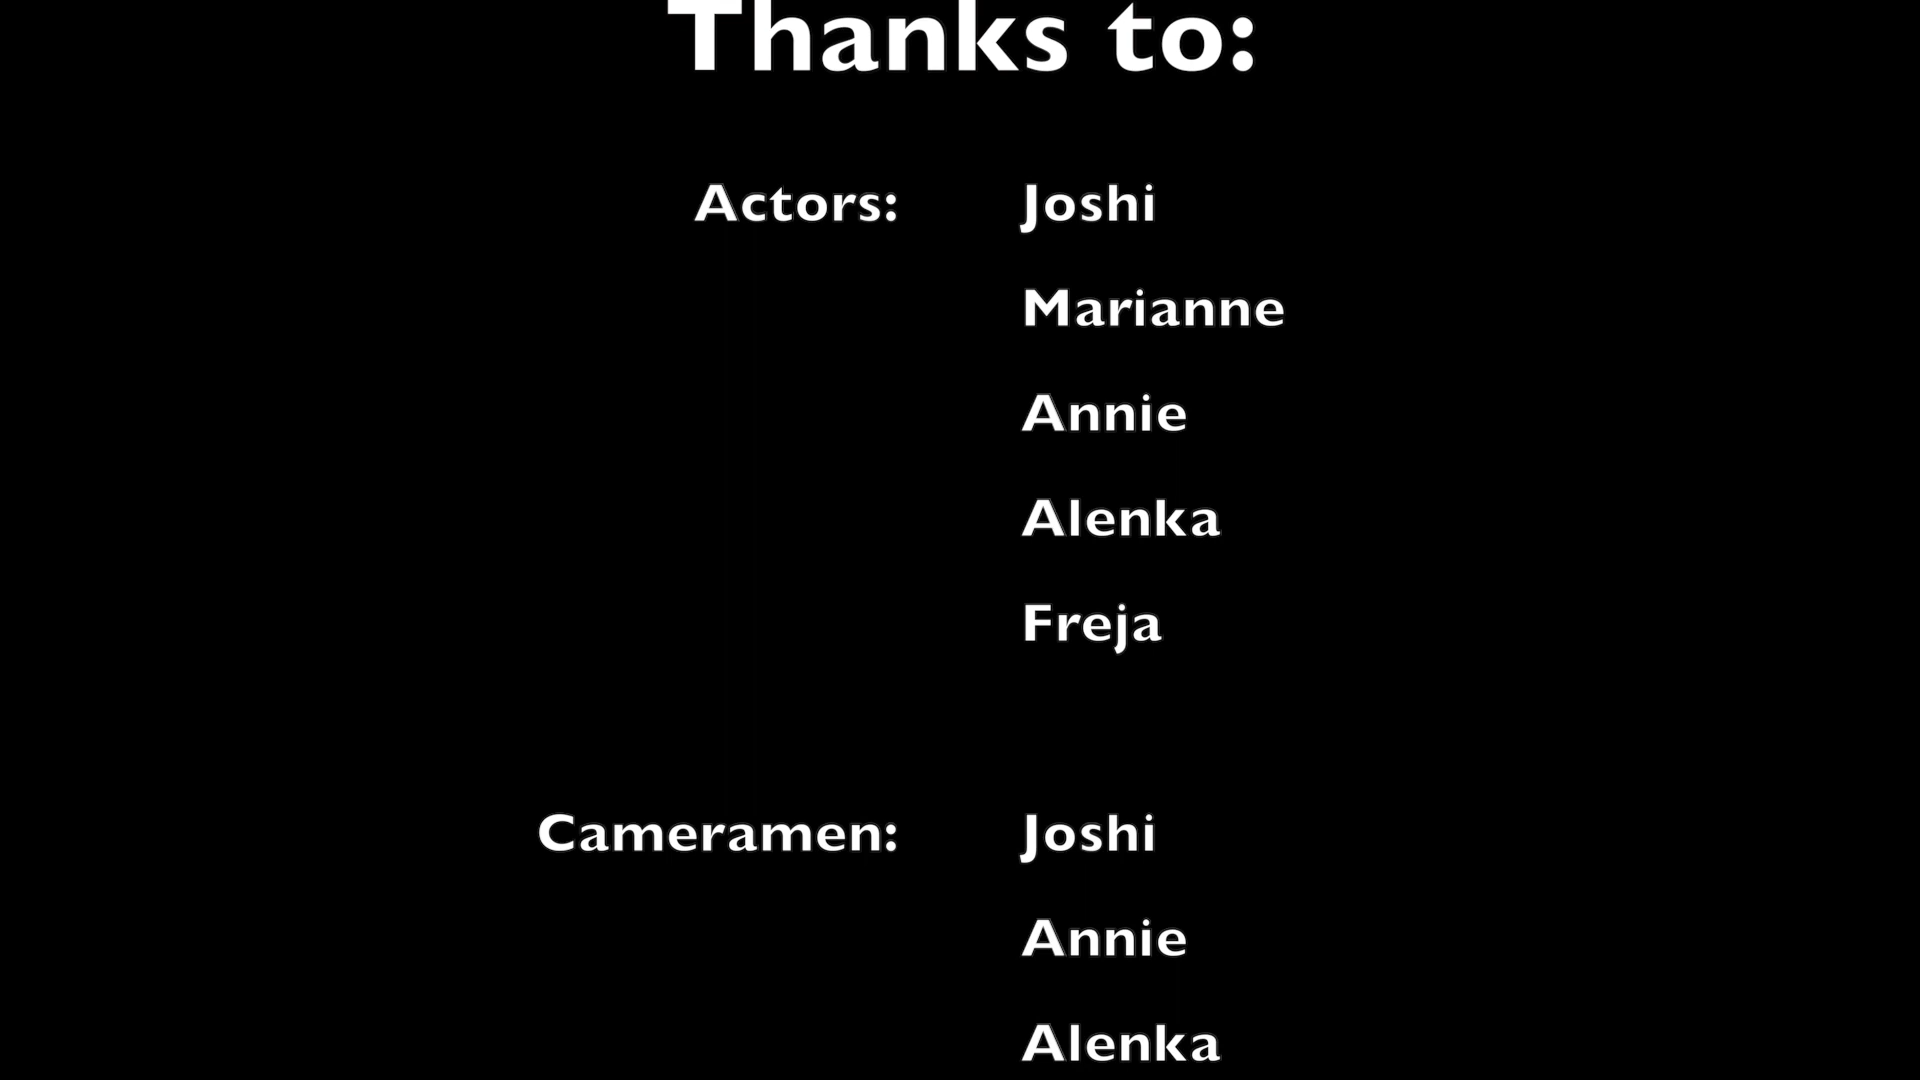 Thanks to:
Actors: Joshi
Marianne
Annie
Alenka
Freja
Cameramen: Joshi
Annie
Alenka